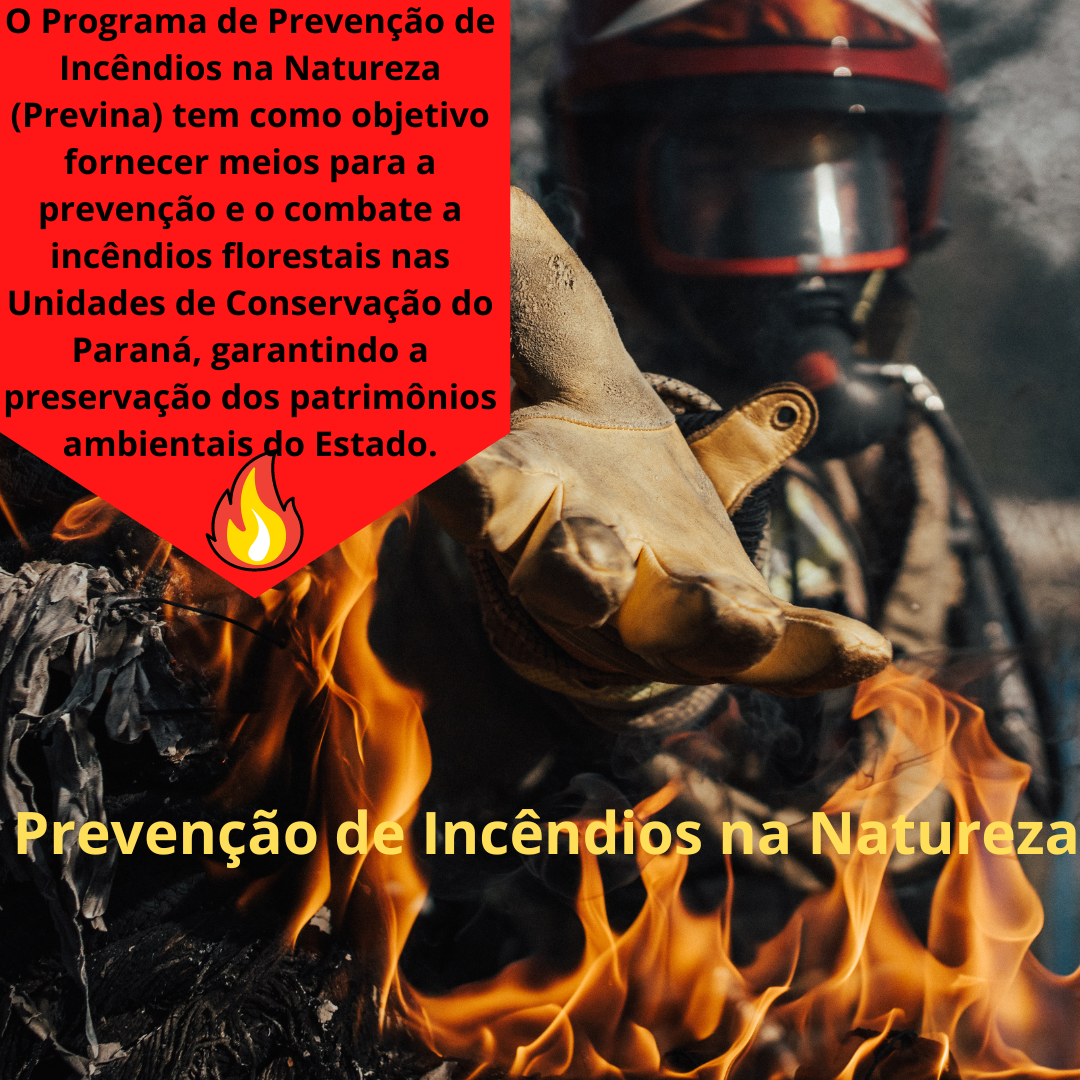 O Programa de Prevenção de
Incêndios na Natureza
(Previna) tem como objetivo
fornecer meios para a
prevenção e o combate a
incêndios florestais nas
Unidades de Conservação do
Paraná, garantindo a
preservação dos patrimônios
ambientais do Estado.
Prevenção de Incêndios na Natureza